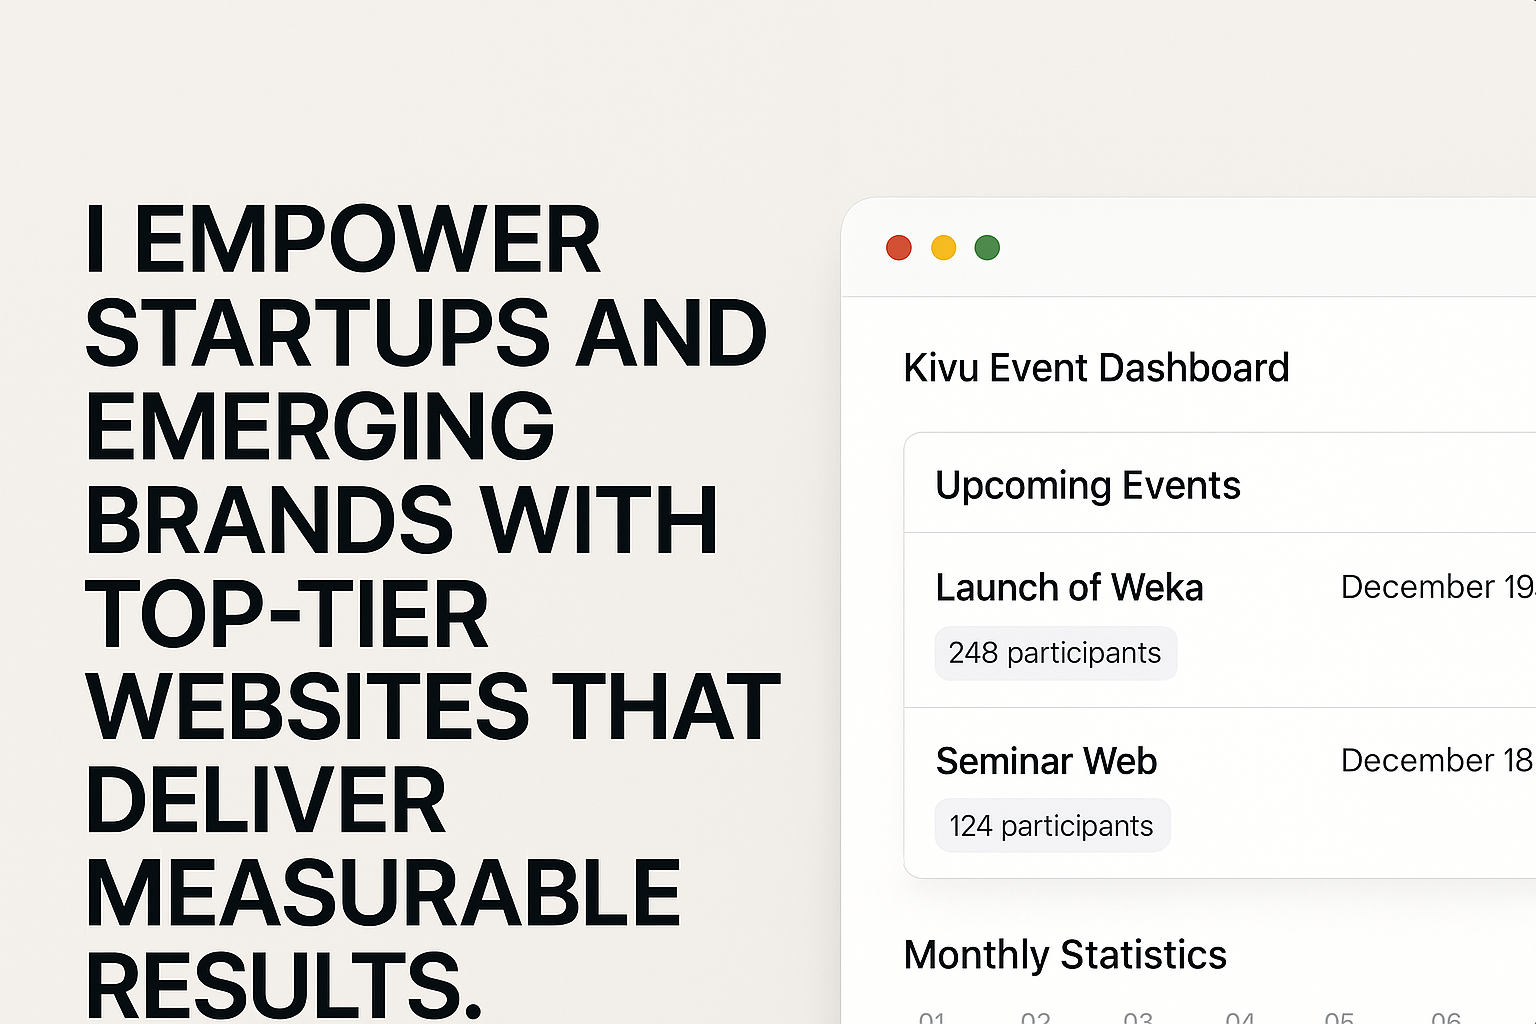 I EMPOWER
STARTUPS AND
EMERGING
BRANDS WITH
TOP-TIER
WEBSITES THAT
DELIVER
MEASURABLE
RESULTS.
Kivu Event Dashboard
Upcoming Events
Launch of Weka December 19
248 participants
Seminar Web December 18
124 participants
Monthly Statistics
01 02 03 04 05 06